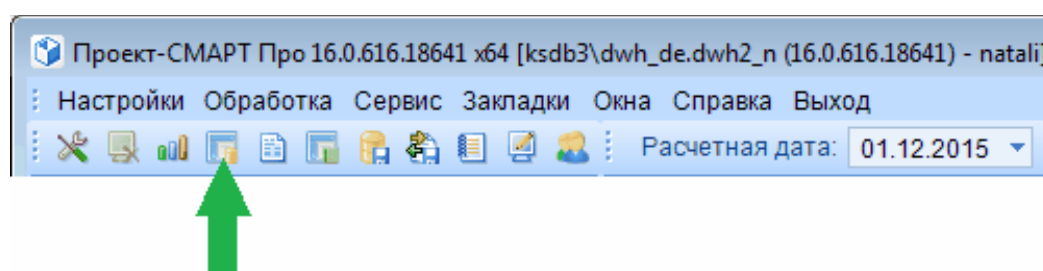 Проект-СМАРТ Про 16.0.616.18641 x64 [ksdb3\dwh_de.dwh2_n (16.0.616.18641) - natali]
Настройки Обработка Сервис Закладки Окна Справка Выход
Расчетная дата: 01.12.2015